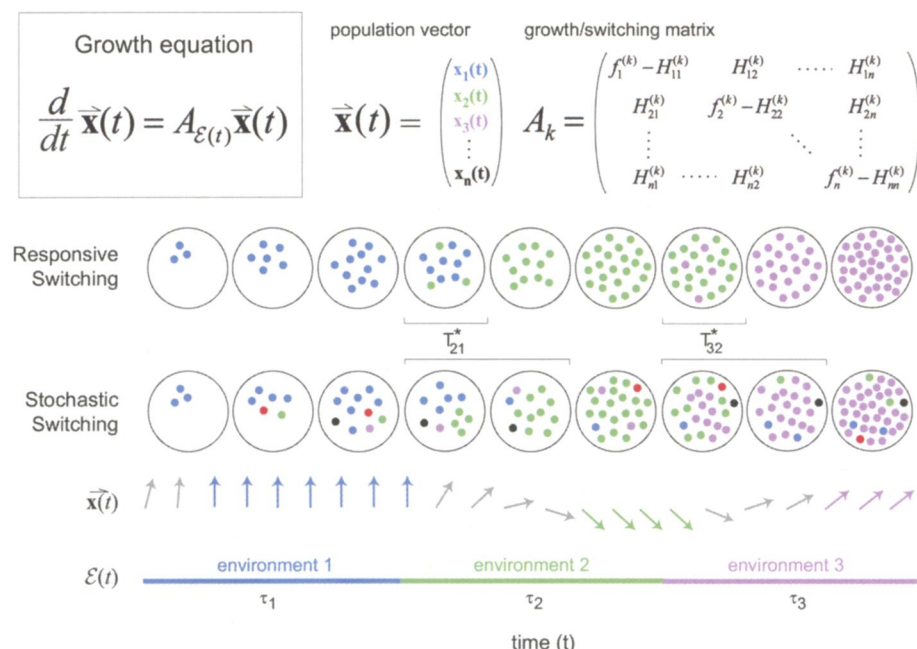 Growth equation
population vector
growth/switching matrix
d/dt x⃗(t) = A_ℰ(t) x⃗(t)
x⃗(t) = (x₁(t) x₂(t) x₃(t) ⋮ xₙ(t))
A_k =
f₁^(k) − H₁₁^(k) H₁₂^(k) ····· H₁ₙ^(k)
H₂₁^(k) f₂^(k) − H₂₂^(k) H₂ₙ^(k)
⋮ ⋱ ⋮
Hₙ₁^(k) ····· Hₙ₂^(k) fₙ^(k) − Hₙₙ^(k)
Responsive
Switching
T*₂₁ T*₃₂
Stochastic
Switching
x⃗(t)
environment 1 environment 2 environment 3
ℰ(t)
τ₁ τ₂ τ₃
time (t)